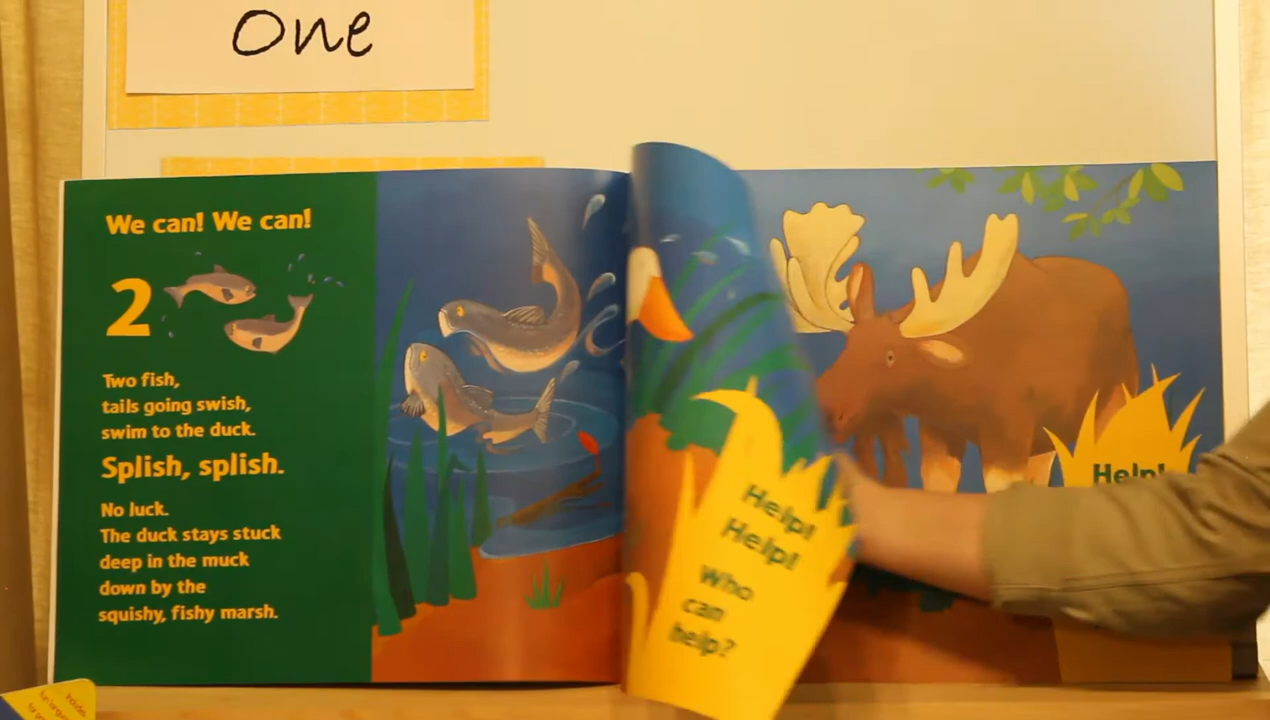 One
We can! We can!
2
Two fish,
tails going swish,
swim to the duck.
Splish, splish.
No luck.
The duck stays stuck
deep in the muck
down by the
squishy, fishy marsh.
Help!
Help!
Who
can
help?
Help!